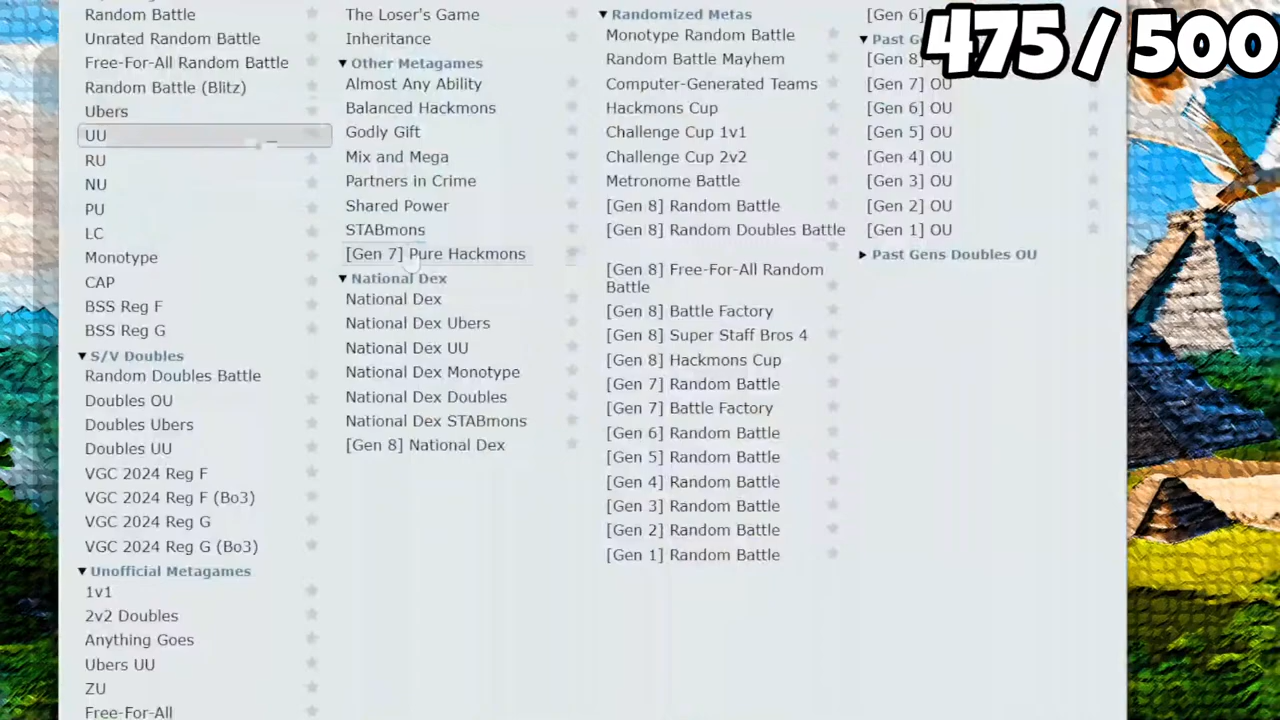 Random Battle
Unrated Random Battle
Free-For-All Random Battle
Random Battle (Blitz)
Ubers
UU
RU
NU
PU
LC
Monotype
CAP
BSS Reg F
BSS Reg G
▼ S/V Doubles
Random Doubles Battle
Doubles OU
Doubles Ubers
Doubles UU
VGC 2024 Reg F
VGC 2024 Reg F (Bo3)
VGC 2024 Reg G
VGC 2024 Reg G (Bo3)
▼ Unofficial Metagames
1v1
2v2 Doubles
Anything Goes
Ubers UU
ZU
Free-For-All
The Loser's Game
Inheritance
▼ Other Metagames
Almost Any Ability
Balanced Hackmons
Godly Gift
Mix and Mega
Partners in Crime
Shared Power
STABmons
[Gen 7] Pure Hackmons
▼ National Dex
National Dex
National Dex Ubers
National Dex UU
National Dex Monotype
National Dex Doubles
National Dex STABmons
[Gen 8] National Dex
▼ Randomized Metas
Monotype Random Battle
Random Battle Mayhem
Computer-Generated Teams
Hackmons Cup
Challenge Cup 1v1
Challenge Cup 2v2
Metronome Battle
[Gen 8] Random Battle
[Gen 8] Random Doubles Battle
[Gen 8] Free-For-All Random
Battle
[Gen 8] Battle Factory
[Gen 8] Super Staff Bros 4
[Gen 8] Hackmons Cup
[Gen 7] Random Battle
[Gen 7] Battle Factory
[Gen 6] Random Battle
[Gen 5] Random Battle
[Gen 4] Random Battle
[Gen 3] Random Battle
[Gen 2] Random Battle
[Gen 1] Random Battle
[Gen 6]
▼ Past
[Gen 8]
[Gen 7] OU
[Gen 6] OU
[Gen 5] OU
[Gen 4] OU
[Gen 3] OU
[Gen 2] OU
[Gen 1] OU
▶ Past Gens Doubles OU
475 / 500